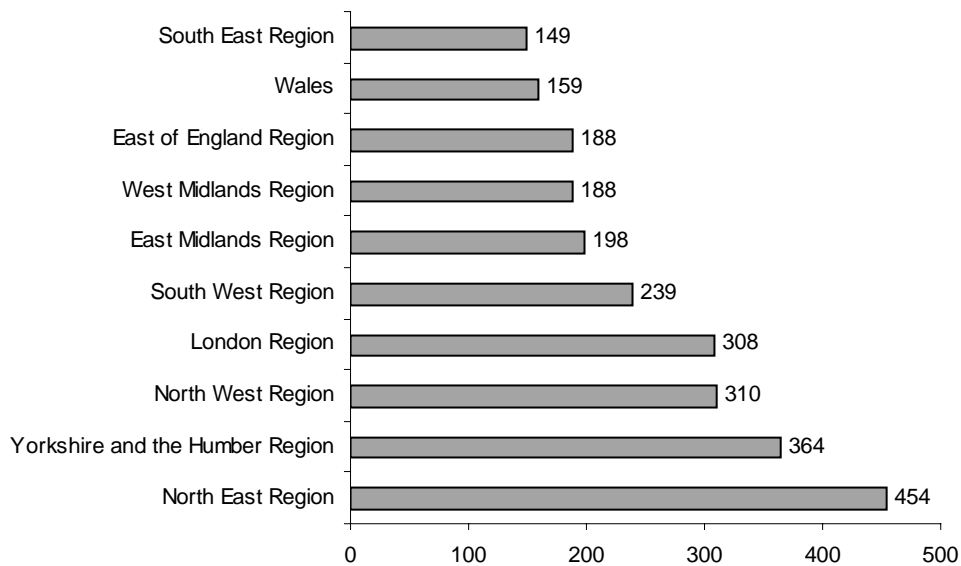 South East Region 149
Wales 159
East of England Region 188
West Midlands Region 188
East Midlands Region 198
South West Region 239
London Region 308
North West Region 310
Yorkshire and the Humber Region 364
North East Region 454
0 100 200 300 400 500